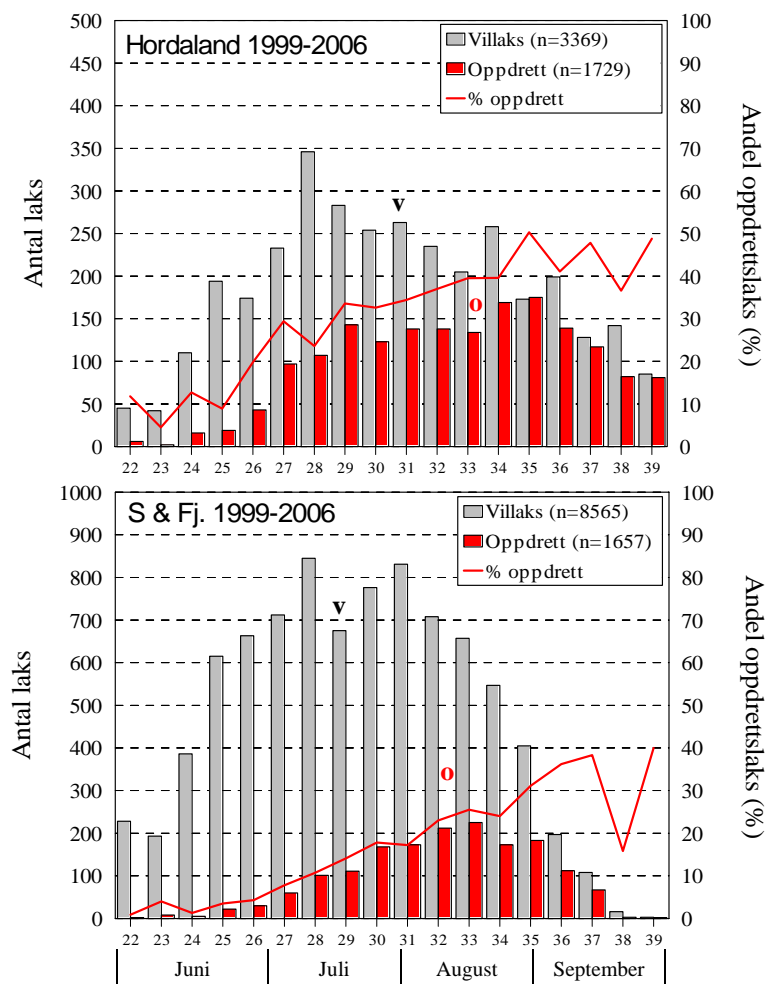 Hordaland 1999-2006
Villaks (n=3369)
Oppdrett (n=1729)
% oppdrett
Antal laks
Andel oppdrettslaks (%)
500
450
400
350
300
250
200
150
100
50
0
100
90
80
70
60
50
40
30
20
10
0
v
o
22 23 24 25 26 27 28 29 30 31 32 33 34 35 36 37 38 39
S & Fj. 1999-2006
Villaks (n=8565)
Oppdrett (n=1657)
% oppdrett
Antal laks
Andel oppdrettslaks (%)
1000
900
800
700
600
500
400
300
200
100
0
100
90
80
70
60
50
40
30
20
10
0
v
o
22 23 24 25 26 27 28 29 30 31 32 33 34 35 36 37 38 39
Juni Juli August September